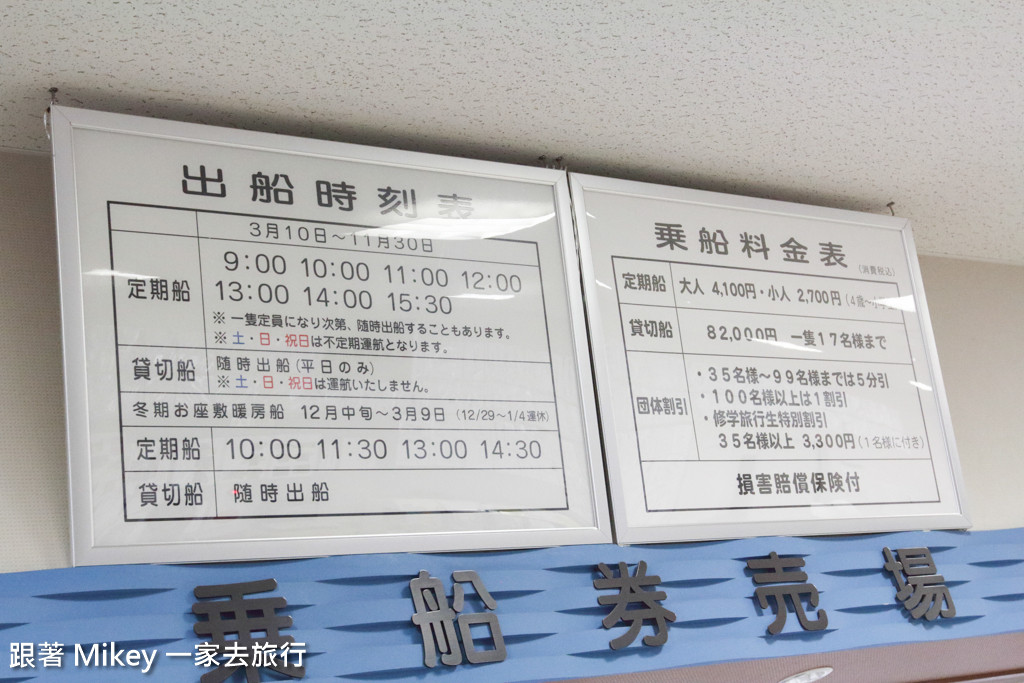 出船時刻表
3月10日～11月30日
定期船
9:00 10:00 11:00 12:00
13:00 14:00 15:30
※ 一隻定員になり次第、随時出船することもあります。
※ 土・日・祝日は不定期運航となります。
貸切船
随時出船(平日のみ)
※ 土・日・祝日は運航いたしません。
冬期お座敷暖房船 12月中旬～3月9日 (12/29～1/4運休)
定期船 10:00 11:30 13:00 14:30
貸切船 随時出船
乗船料金表
(消費税込)
定期船 大人 4,100円・小人 2,700円(4歳～小学生)
貸切船 82,000円 一隻17名様まで
団体割引
・35名様～99名様までは5分引
・100名様以上は1割引
・修学旅行生特別割引
35名様以上 3,300円(1名様に付き)
損害賠償保険付
乗船券売場
跟著 Mikey 一家去旅行